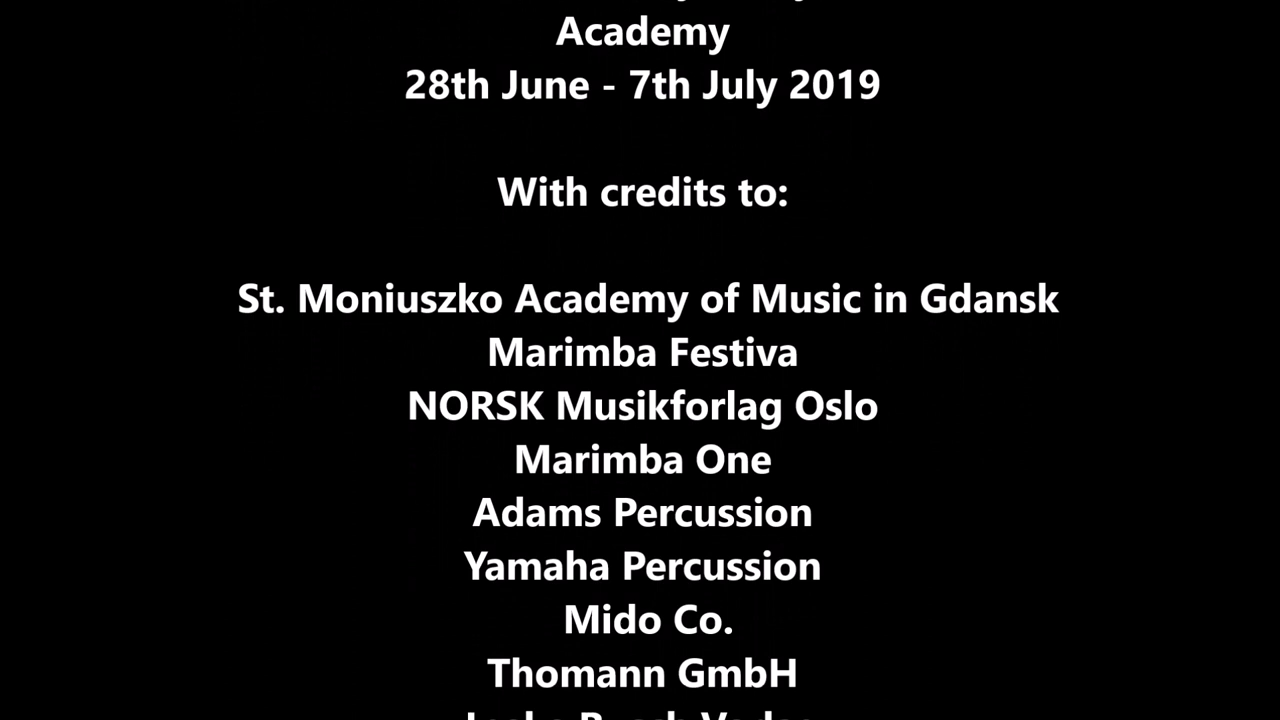 Academy
28th June - 7th July 2019
With credits to:
St. Moniuszko Academy of Music in Gdansk
Marimba Festiva
NORSK Musikforlag Oslo
Marimba One
Adams Percussion
Yamaha Percussion
Mido Co.
Thomann GmbH